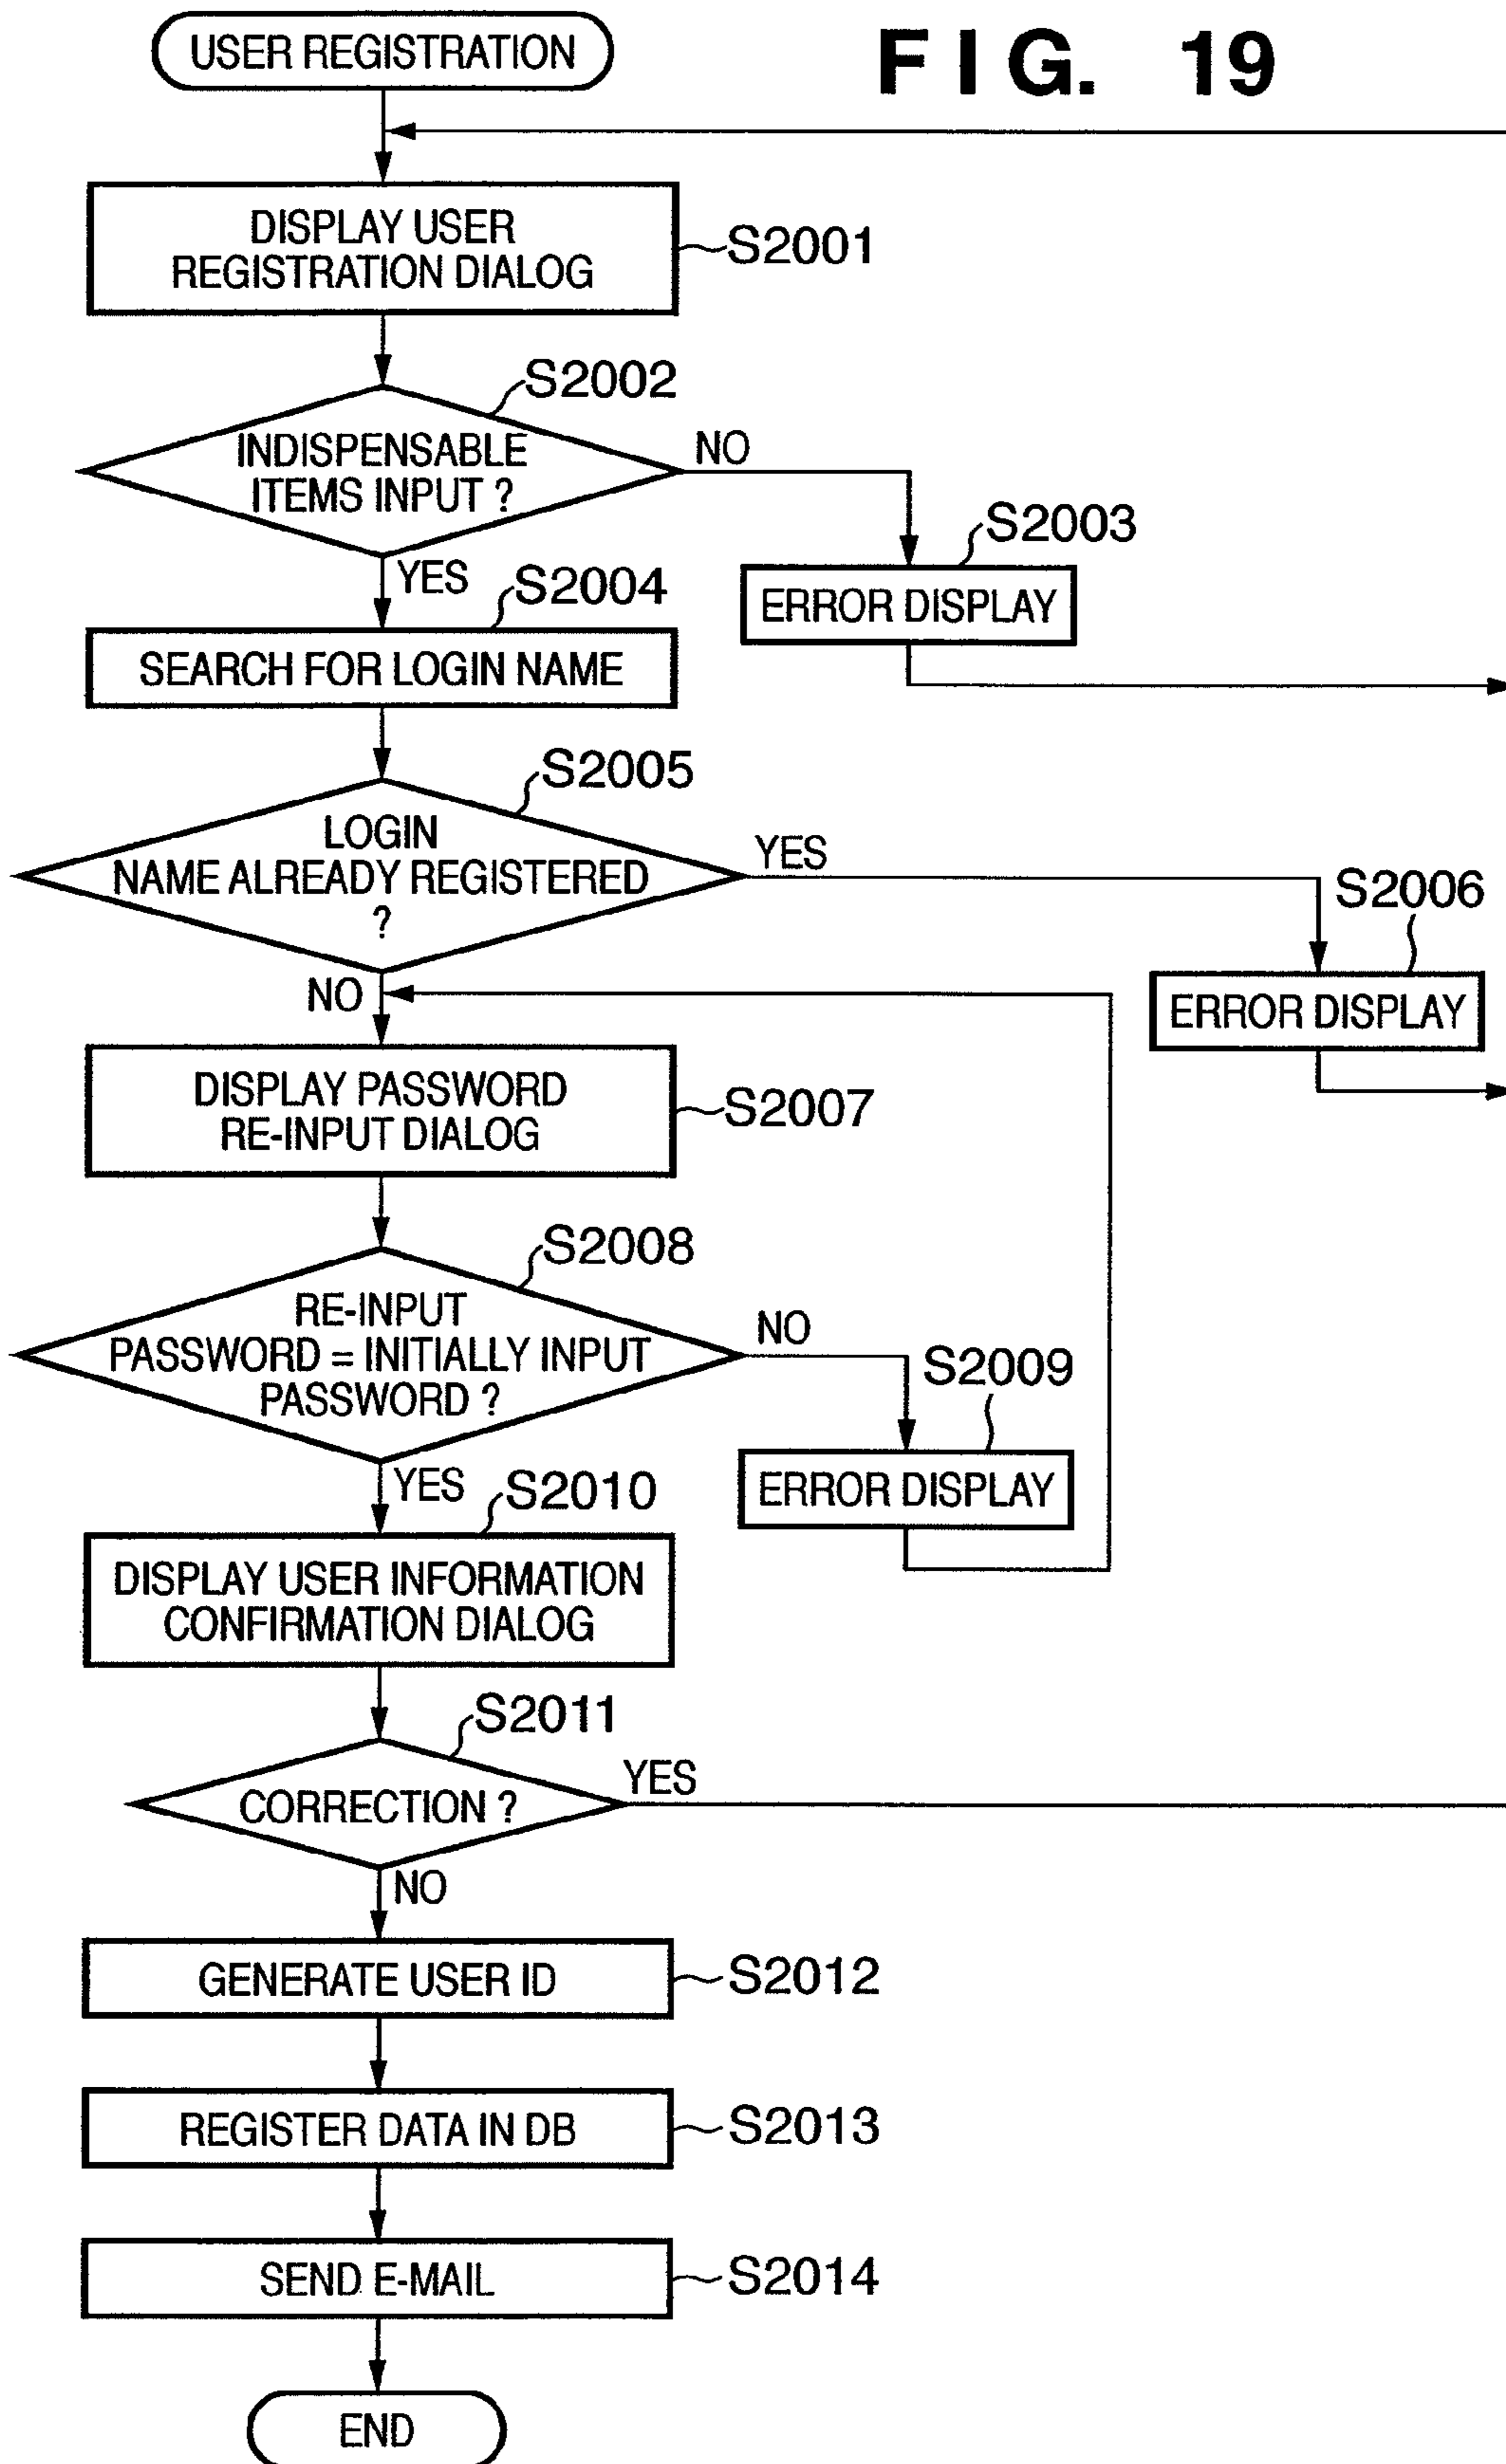 USER REGISTRATION
FIG. 19
DISPLAY USER
REGISTRATION DIALOG
S2001
S2002
INDISPENSABLE
ITEMS INPUT ?
NO
YES
S2003
ERROR DISPLAY
S2004
SEARCH FOR LOGIN NAME
S2005
LOGIN
NAME ALREADY REGISTERED
?
YES
NO
S2006
ERROR DISPLAY
DISPLAY PASSWORD
RE-INPUT DIALOG
S2007
S2008
RE-INPUT
PASSWORD = INITIALLY INPUT
PASSWORD ?
NO
YES
S2009
ERROR DISPLAY
S2010
DISPLAY USER INFORMATION
CONFIRMATION DIALOG
S2011
CORRECTION ?
YES
NO
GENERATE USER ID
S2012
REGISTER DATA IN DB
S2013
SEND E-MAIL
S2014
END